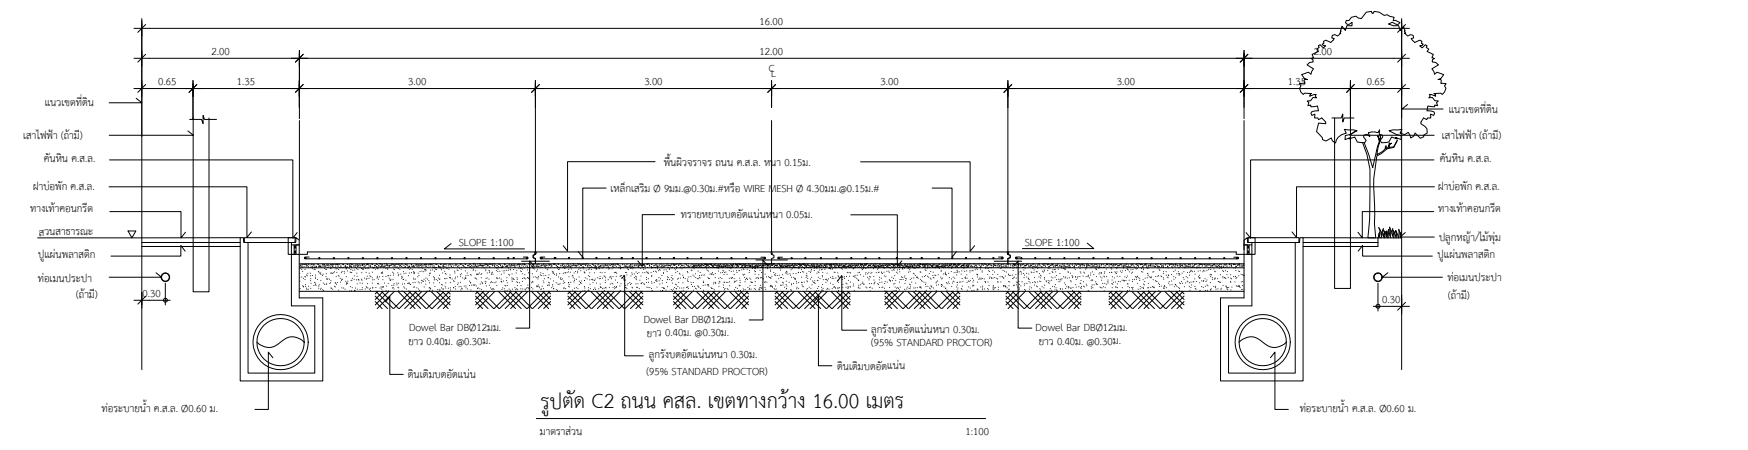 16.00
2.00 12.00 2.00
℄
0.65 1.35 3.00 3.00 3.00 3.00 1.35 0.65
แนวเขตที่ดิน แนวเขตที่ดิน
เสาไฟฟ้า (ถ้ามี) เสาไฟฟ้า (ถ้ามี)
คันหิน ค.ส.ล. พื้นผิวจราจร ถนน ค.ส.ล. หนา 0.15ม. คันหิน ค.ส.ล.
ฝาบ่อพัก ค.ส.ล. เหล็กเสริม Ø 9มม.@0.30ม.#หรือ WIRE MESH Ø 4.30มม.@0.15ม.# ฝาบ่อพัก ค.ส.ล.
ทางเท้าคอนกรีต ทรายหยาบบดอัดแน่นหนา 0.05ม. ทางเท้าคอนกรีต
สวนสาธารณะ SLOPE 1:100 SLOPE 1:100 ปลูกหญ้า/ไม้พุ่ม
ปูแผ่นพลาสติก ปูแผ่นพลาสติก
ท่อเมนประปา ท่อเมนประปา
(ถ้ามี) 0.30 0.30 (ถ้ามี)
Dowel Bar DBØ12มม. Dowel Bar DBØ12มม. ลูกรังบดอัดแน่นหนา 0.30ม. Dowel Bar DBØ12มม.
ยาว 0.40ม. @0.30ม. ยาว 0.40ม. @0.30ม. (95% STANDARD PROCTOR) ยาว 0.40ม. @0.30ม.
ลูกรังบดอัดแน่นหนา 0.30ม.
(95% STANDARD PROCTOR)
ดินเดิมบดอัดแน่น ดินเดิมบดอัดแน่น
ท่อระบายน้ำ ค.ส.ล. Ø0.60 ม. ท่อระบายน้ำ ค.ส.ล. Ø0.60 ม.
รูปตัด C2 ถนน คสล. เขตทางกว้าง 16.00 เมตร
มาตราส่วน 1:100